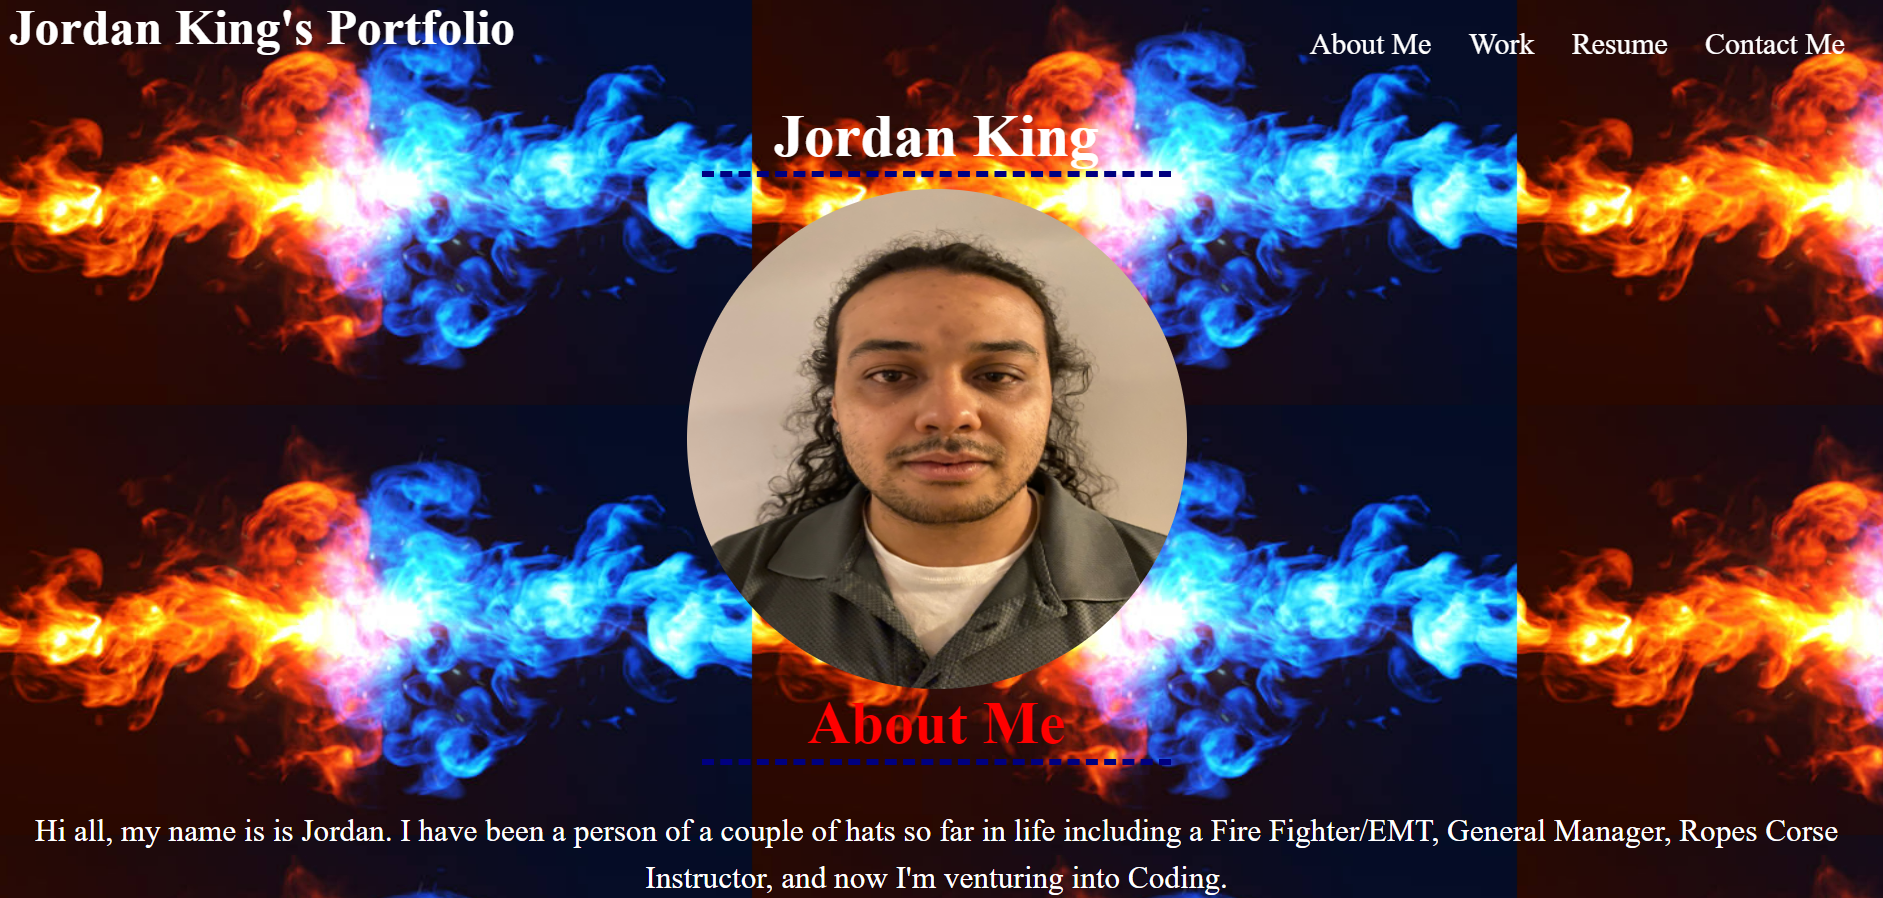 Jordan King's Portfolio
About Me Work Resume Contact Me
Jordan King
About Me
Hi all, my name is is Jordan. I have been a person of a couple of hats so far in life including a Fire Fighter/EMT, General Manager, Ropes Corse
Instructor, and now I'm venturing into Coding.